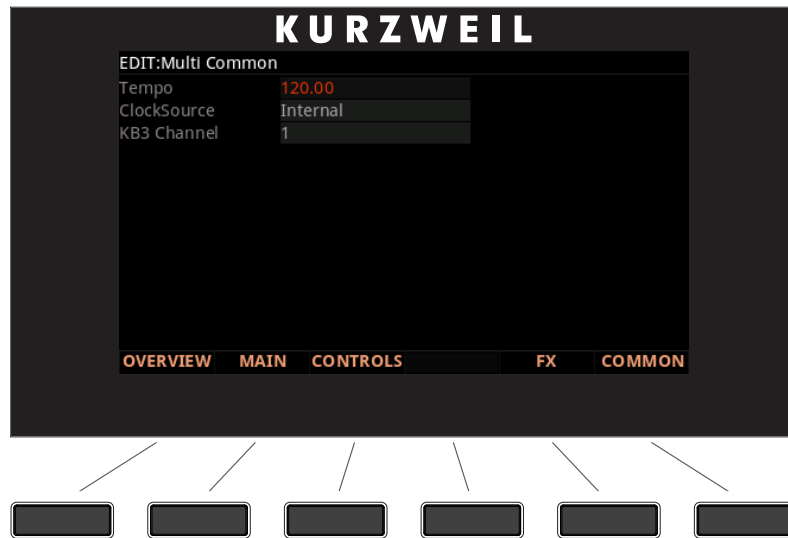 KURZWEIL
EDIT:Multi Common
Tempo 120.00
ClockSource Internal
KB3 Channel 1
OVERVIEW MAIN CONTROLS FX COMMON